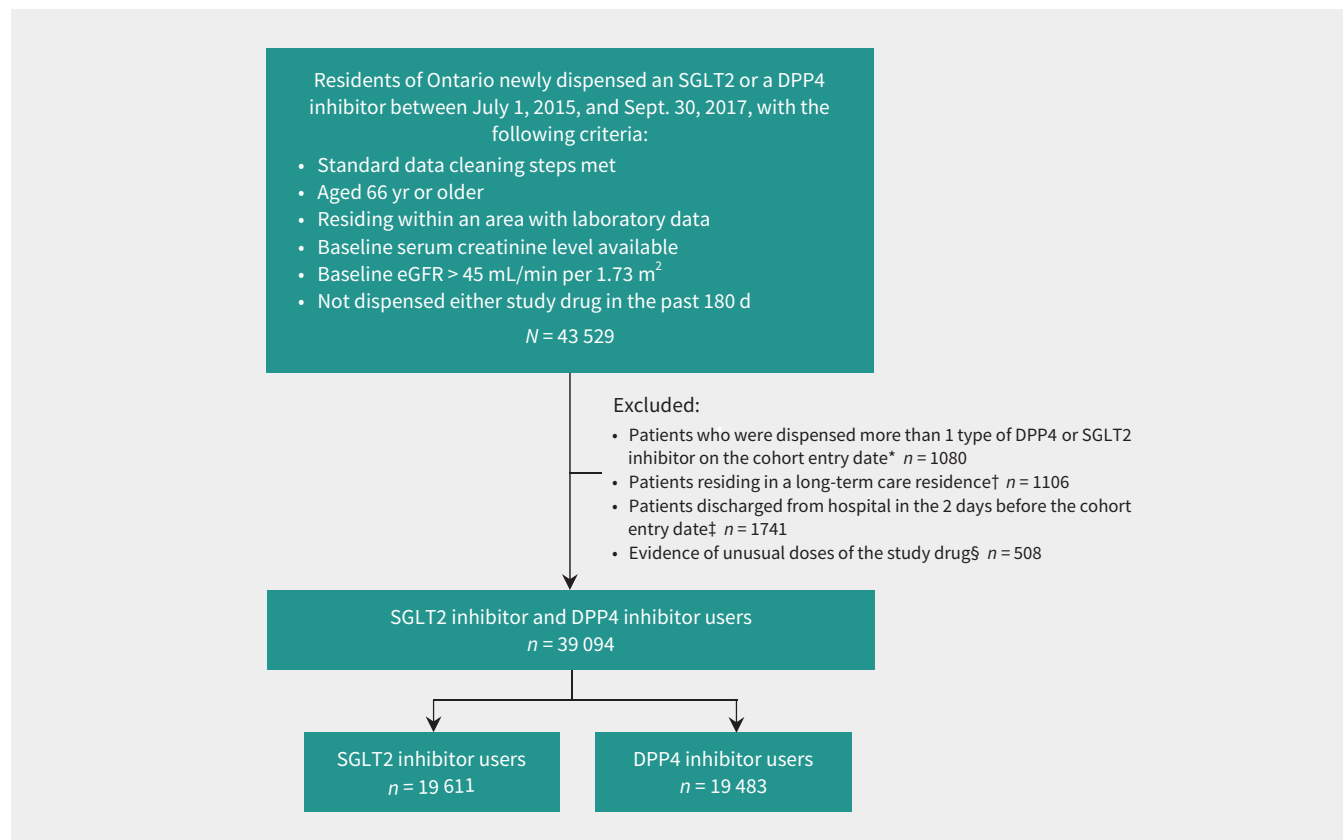 Residents of Ontario newly dispensed an SGLT2 or a DPP4
inhibitor between July 1, 2015, and Sept. 30, 2017, with the
following criteria:
• Standard data cleaning steps met
• Aged 66 yr or older
• Residing within an area with laboratory data
• Baseline serum creatinine level available
• Baseline eGFR > 45 mL/min per 1.73 m²
• Not dispensed either study drug in the past 180 d
N = 43 529
Excluded:
• Patients who were dispensed more than 1 type of DPP4 or SGLT2
inhibitor on the cohort entry date* n = 1080
• Patients residing in a long-term care residence† n = 1106
• Patients discharged from hospital in the 2 days before the cohort
entry date‡ n = 1741
• Evidence of unusual doses of the study drug§ n = 508
SGLT2 inhibitor and DPP4 inhibitor users
n = 39 094
SGLT2 inhibitor users
n = 19 611
DPP4 inhibitor users
n = 19 483